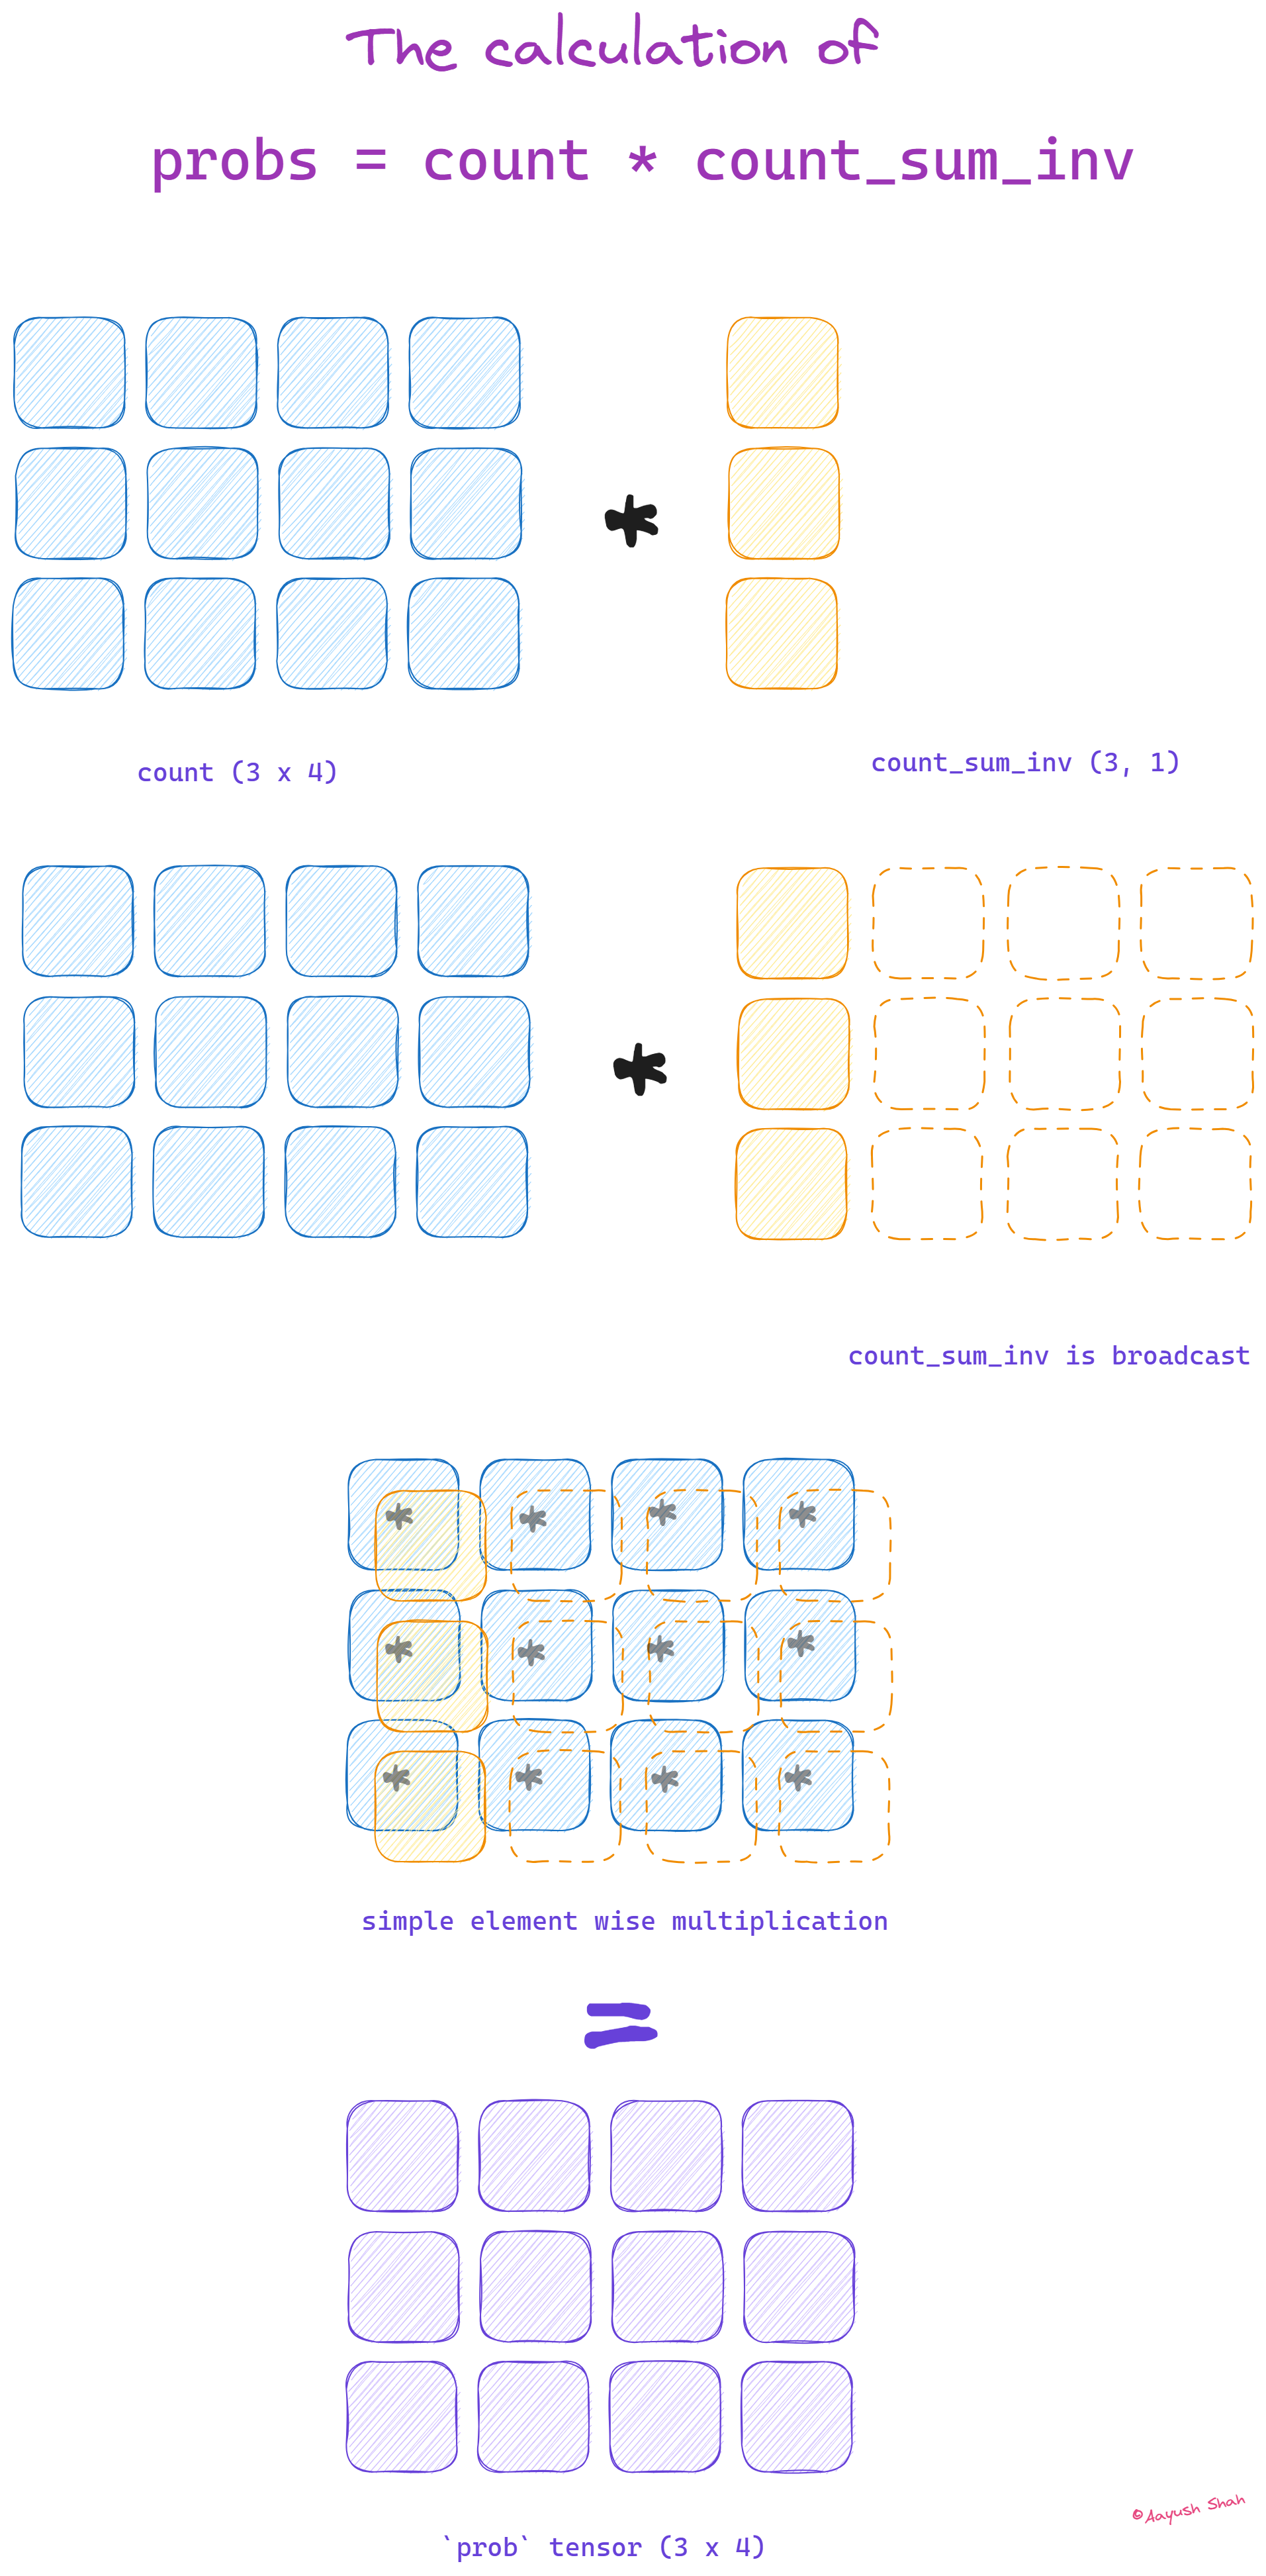 The calculation of
probs = count * count_sum_inv
*
count (3 x 4)
count_sum_inv (3, 1)
*
count_sum_inv is broadcast
* * * *
* * * *
* * * *
simple element wise multiplication
=
©Aayush Shah
`prob` tensor (3 x 4)